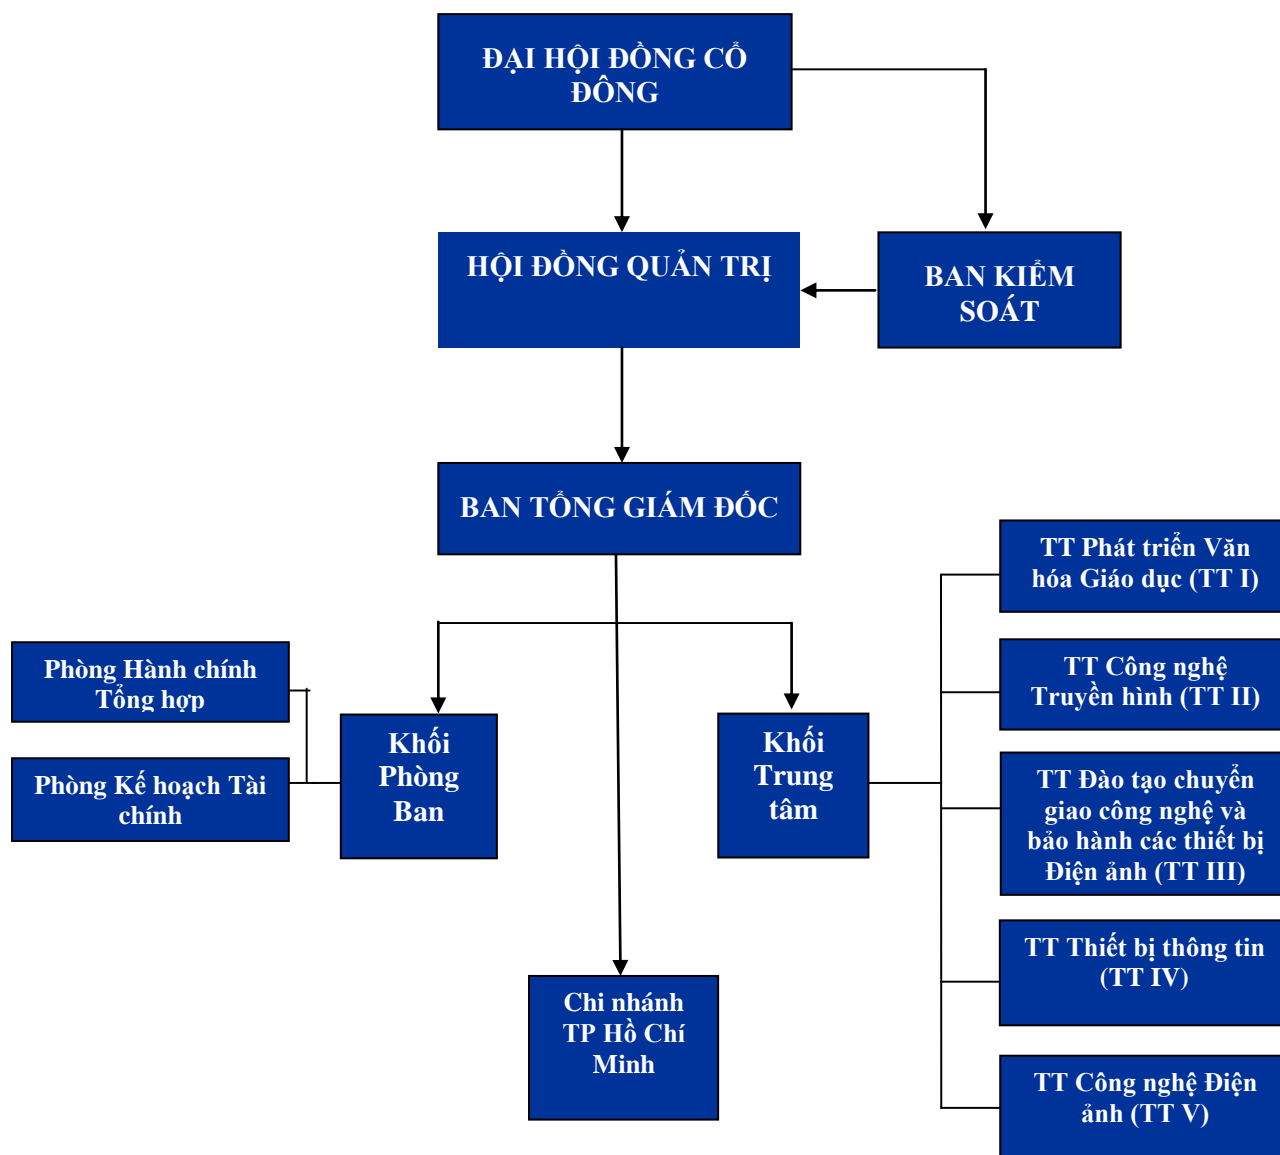 ĐẠI HỘI ĐỒNG CỔ
ĐÔNG
HỘI ĐỒNG QUẢN TRỊ
BAN KIỂM
SOÁT
BAN TỔNG GIÁM ĐỐC
TT Phát triển Văn
hóa Giáo dục (TT I)
Phòng Hành chính
Tổng hợp
TT Công nghệ
Truyền hình (TT II)
Khối
Phòng
Ban
Khối
Trung
tâm
Phòng Kế hoạch Tài
chính
TT Đào tạo chuyển
giao công nghệ và
bảo hành các thiết bị
Điện ảnh (TT III)
TT Thiết bị thông tin
(TT IV)
Chi nhánh
TP Hồ Chí
Minh
TT Công nghệ Điện
ảnh (TT V)